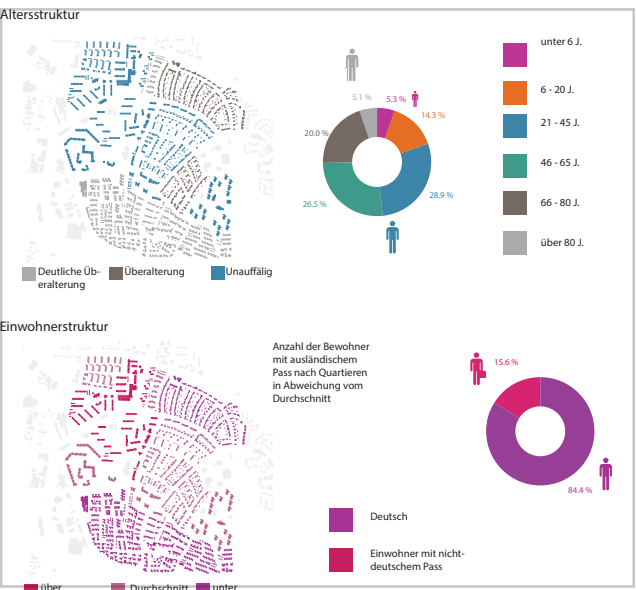 Altersstruktur
unter 6 J.
6 - 20 J.
21 - 45 J.
46 - 65 J.
66 - 80 J.
über 80 J.
5.1 %
5.3 %
14.3 %
20.0 %
28.9 %
26.5 %
Deutliche Üb-
eralterung
Überalterung
Unauffälig
Einwohnerstruktur
Anzahl der Bewohner
mit ausländischem
Pass nach Quartieren
in Abweichung vom
Durchschnitt
15.6 %
84.4 %
Deutsch
Einwohner mit nicht-
deutschem Pass
über
Durchschnitt
unter